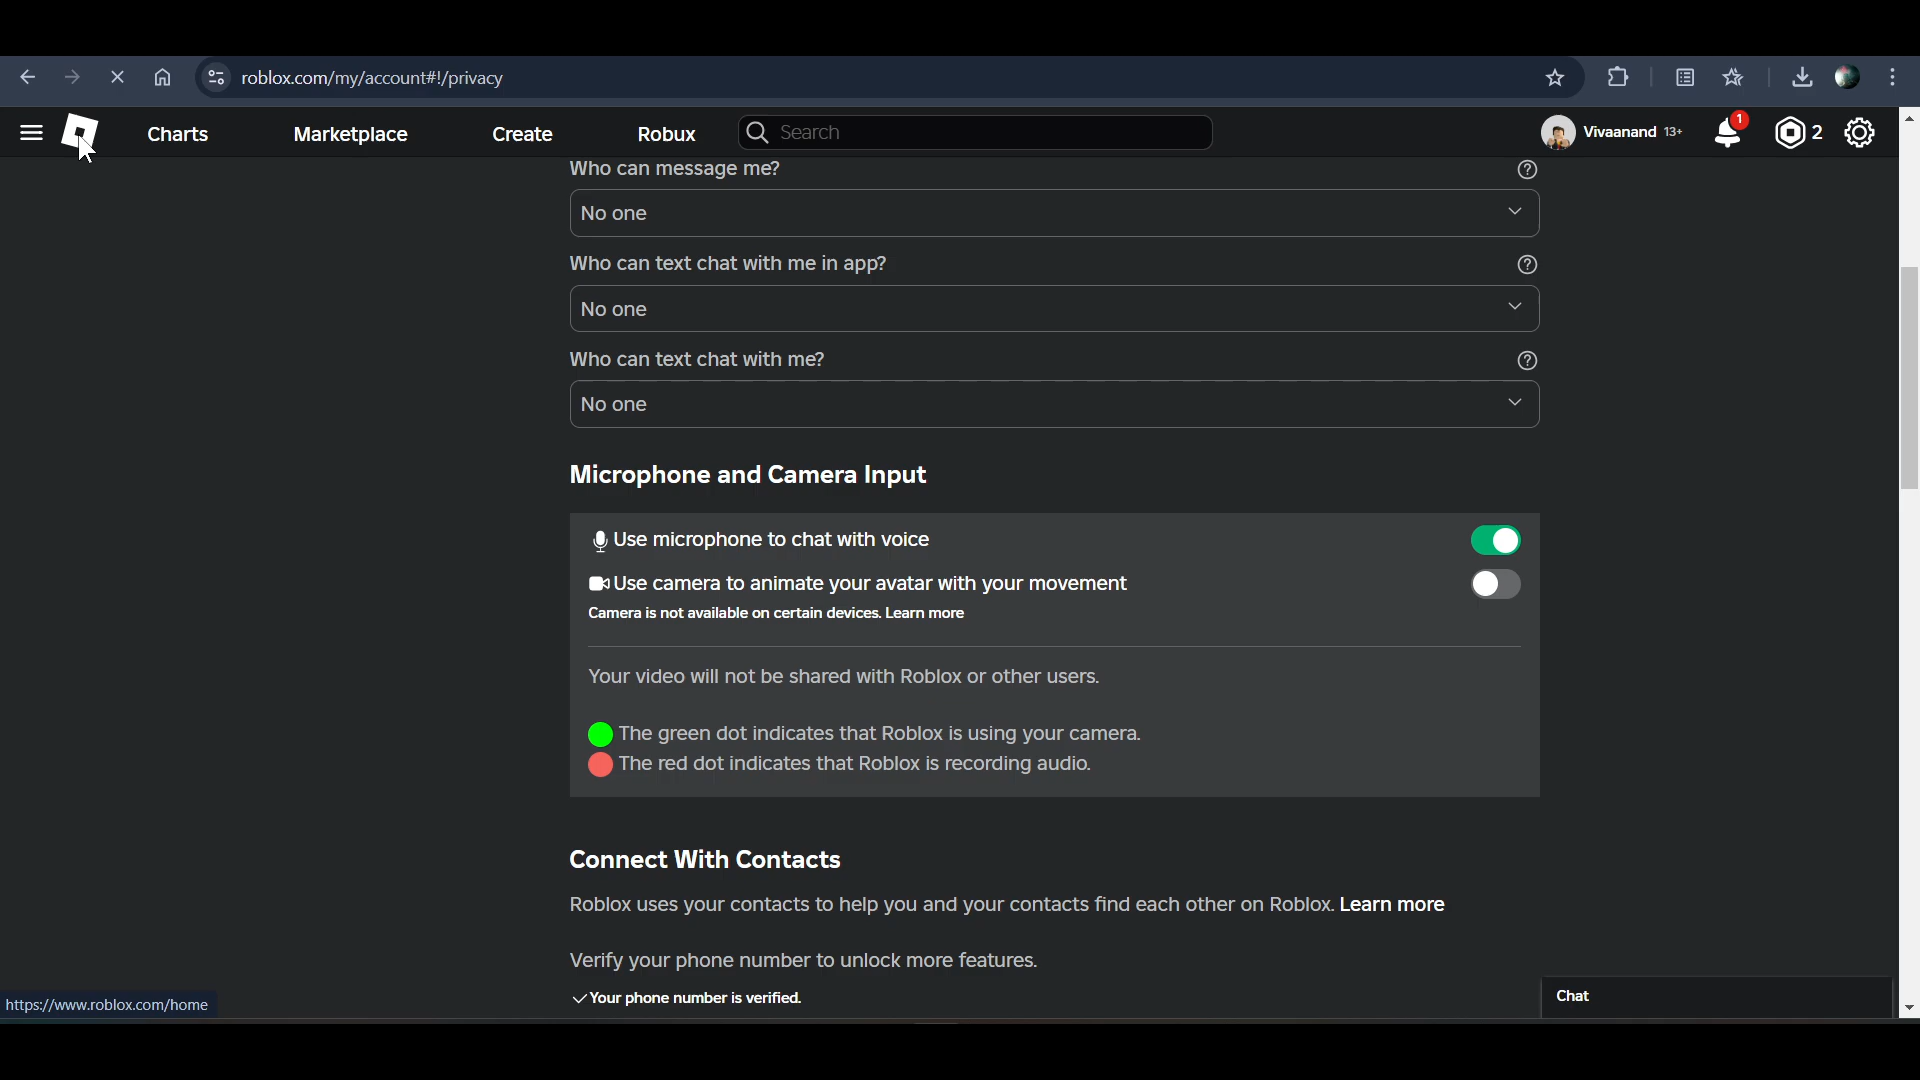 roblox.com/my/account#!/privacy
Charts
Marketplace
Create
Robux
Search
Vivaanand 13+
1
2
Who can message me?
No one
Who can text chat with me in app?
No one
Who can text chat with me?
No one
Microphone and Camera Input
Use microphone to chat with voice
Use camera to animate your avatar with your movement
Camera is not available on certain devices. Learn more
Your video will not be shared with Roblox or other users.
The green dot indicates that Roblox is using your camera.
The red dot indicates that Roblox is recording audio.
Connect With Contacts
Roblox uses your contacts to help you and your contacts find each other on Roblox. Learn more
Verify your phone number to unlock more features.
Your phone number is verified.
https://www.roblox.com/home
Chat